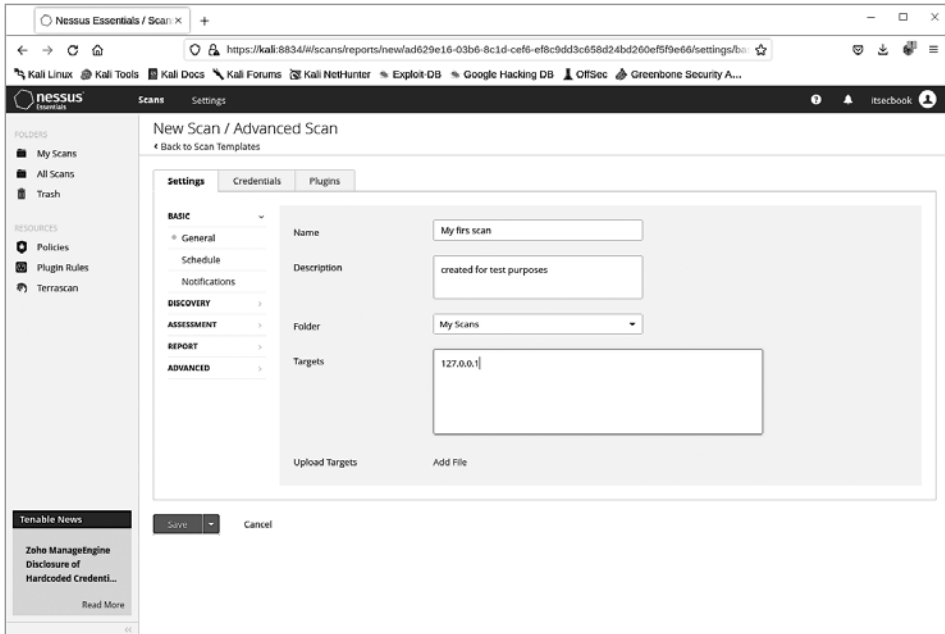 Nessus Essentials / Scan
https://kali:8834/#/scans/reports/new/ad629e16-03b6-8c1d-cef6-ef8c9dd3c658d24bd260ef5f9e66/settings/ba
Kali Linux Kali Tools Kali Docs Kali Forums Kali NetHunter Exploit-DB Google Hacking DB OffSec Greenbone Security A...
nessus Essentials Scans Settings itsecbook
FOLDERS
My Scans
All Scans
Trash
RESOURCES
Policies
Plugin Rules
Terrascan
Tenable News
Zoho ManageEngine
Disclosure of
Hardcoded Credenti...
Read More
New Scan / Advanced Scan
Back to Scan Templates
Settings Credentials Plugins
BASIC
General
Schedule
Notifications
DISCOVERY
ASSESSMENT
REPORT
ADVANCED
Name My firs scan
Description created for test purposes
Folder My Scans
Targets 127.0.0.1
Upload Targets Add File
Save Cancel